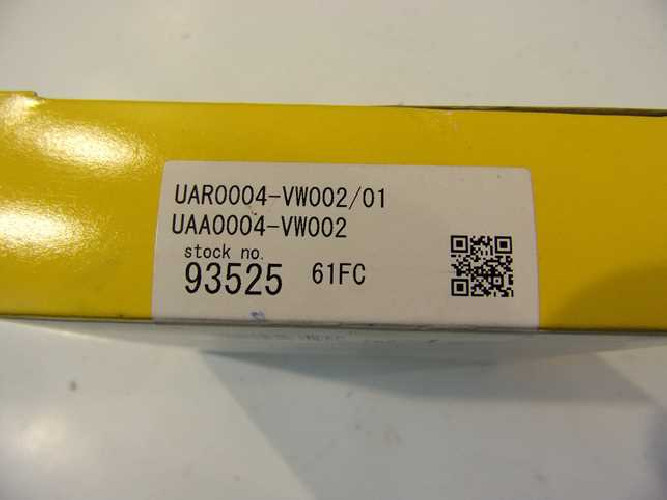 UAR0004-VW002/01
UAA0004-VW002
stock no.
93525 61FC